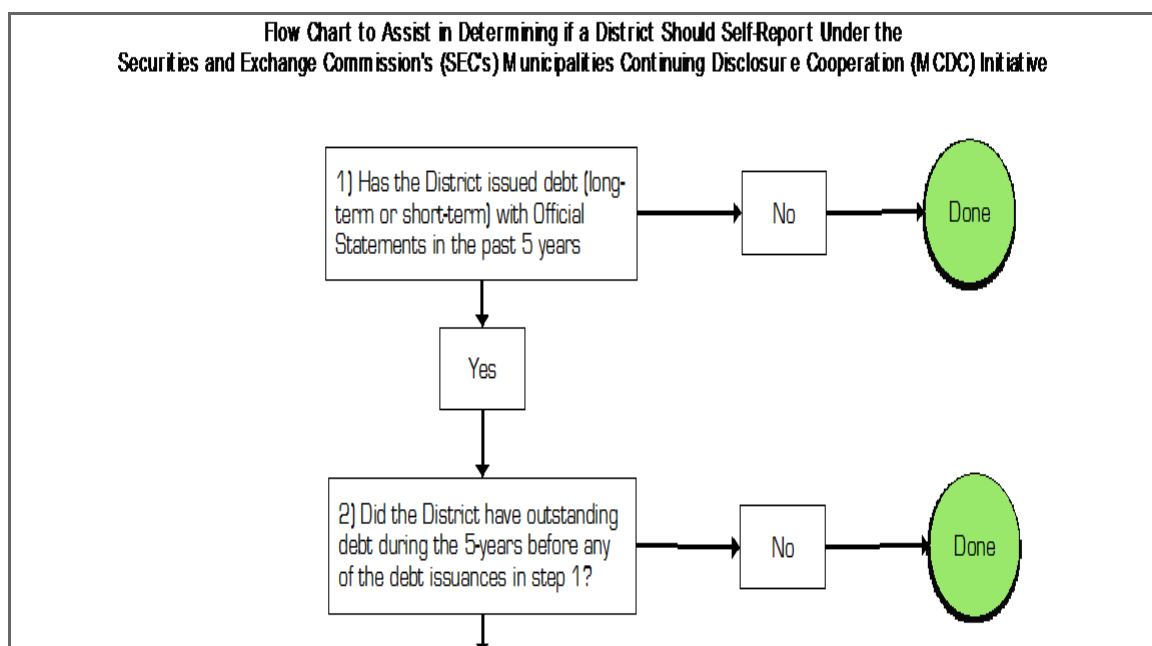 Flow Chart to Assist in Determining if a District Should Self-Report Under the
Securities and Exchange Commission's (SEC's) Municipalities Continuing Disclosure Cooperation (MCDC) Initiative
1) Has the District issued debt (long-
term or short-term) with Official
Statements in the past 5 years
No
Done
Yes
2) Did the District have outstanding
debt during the 5-years before any
of the debt issuances in step 1?
No
Done